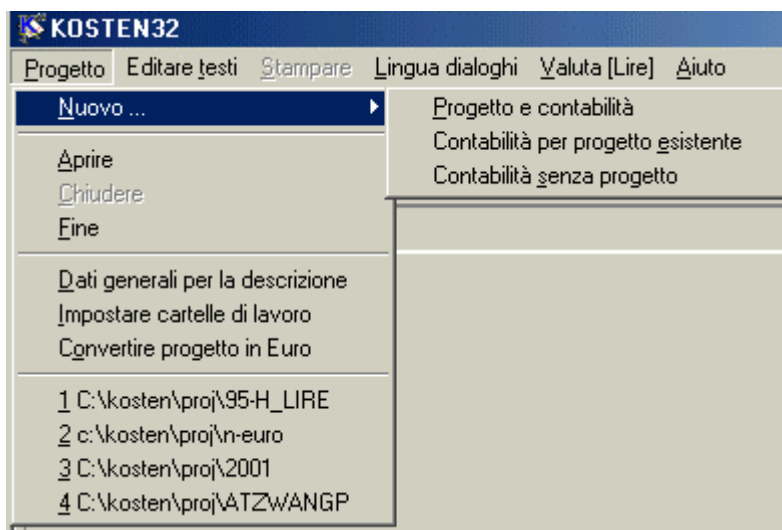 KOSTEN32
Progetto Editare testi Stampare Lingua dialoghi Valuta [Lire] Aiuto
Nuovo ...
Progetto e contabilità
Contabilità per progetto esistente
Contabilità senza progetto
Aprire
Chiudere
Fine
Dati generali per la descrizione
Impostare cartelle di lavoro
Convertire progetto in Euro
1 C:\kosten\proj\95-H_LIRE
2 c:\kosten\proj\n-euro
3 C:\kosten\proj\2001
4 C:\kosten\proj\ATZWANGP